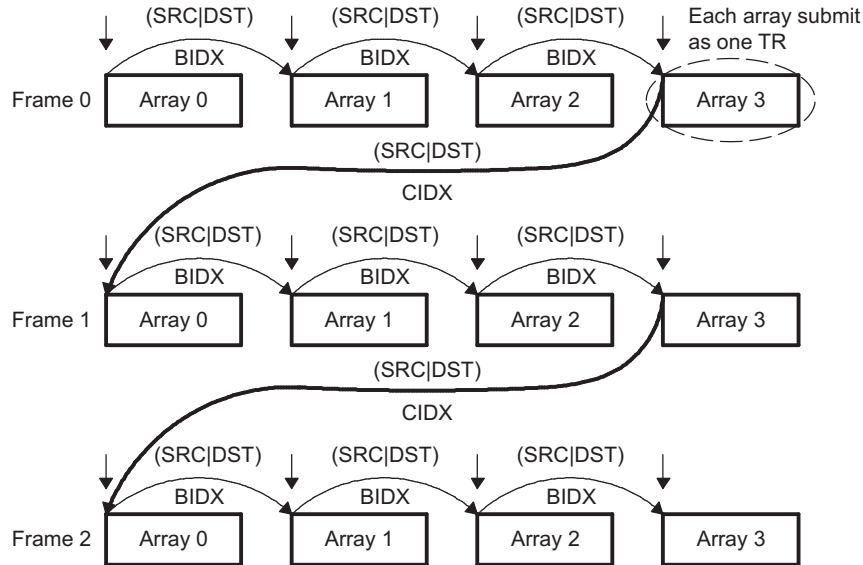 (SRC|DST) (SRC|DST) (SRC|DST) Each array submit
as one TR
BIDX BIDX BIDX
Frame 0 Array 0 Array 1 Array 2 Array 3
(SRC|DST)
CIDX
(SRC|DST) (SRC|DST) (SRC|DST)
BIDX BIDX BIDX
Frame 1 Array 0 Array 1 Array 2 Array 3
(SRC|DST)
CIDX
(SRC|DST) (SRC|DST) (SRC|DST)
BIDX BIDX BIDX
Frame 2 Array 0 Array 1 Array 2 Array 3